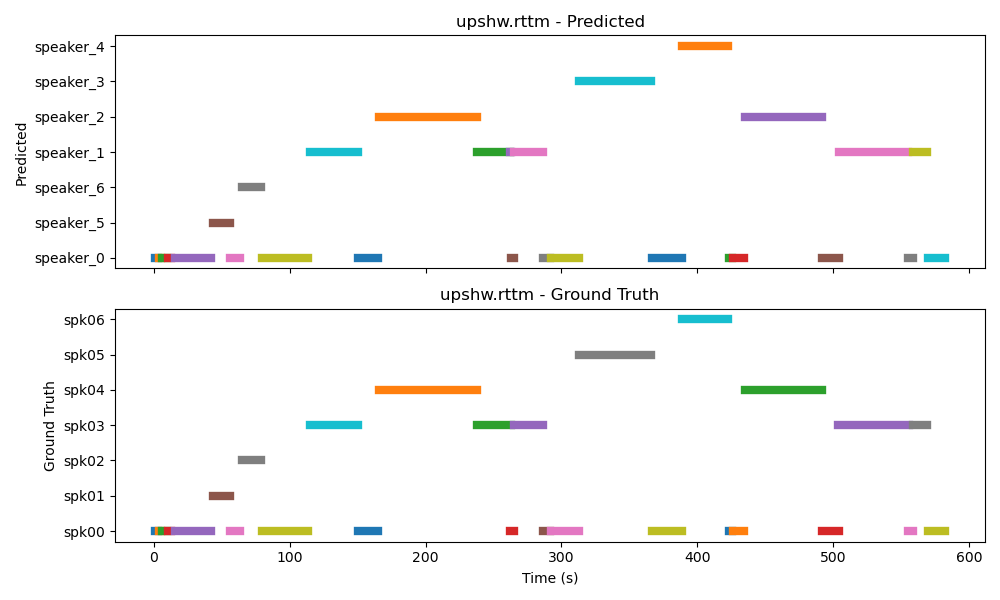 upshw.rttm - Predicted
speaker_4
speaker_3
speaker_2
speaker_1
speaker_6
speaker_5
speaker_0
Predicted
upshw.rttm - Ground Truth
spk06
spk05
spk04
spk03
spk02
spk01
spk00
Ground Truth
0 100 200 300 400 500 600
Time (s)